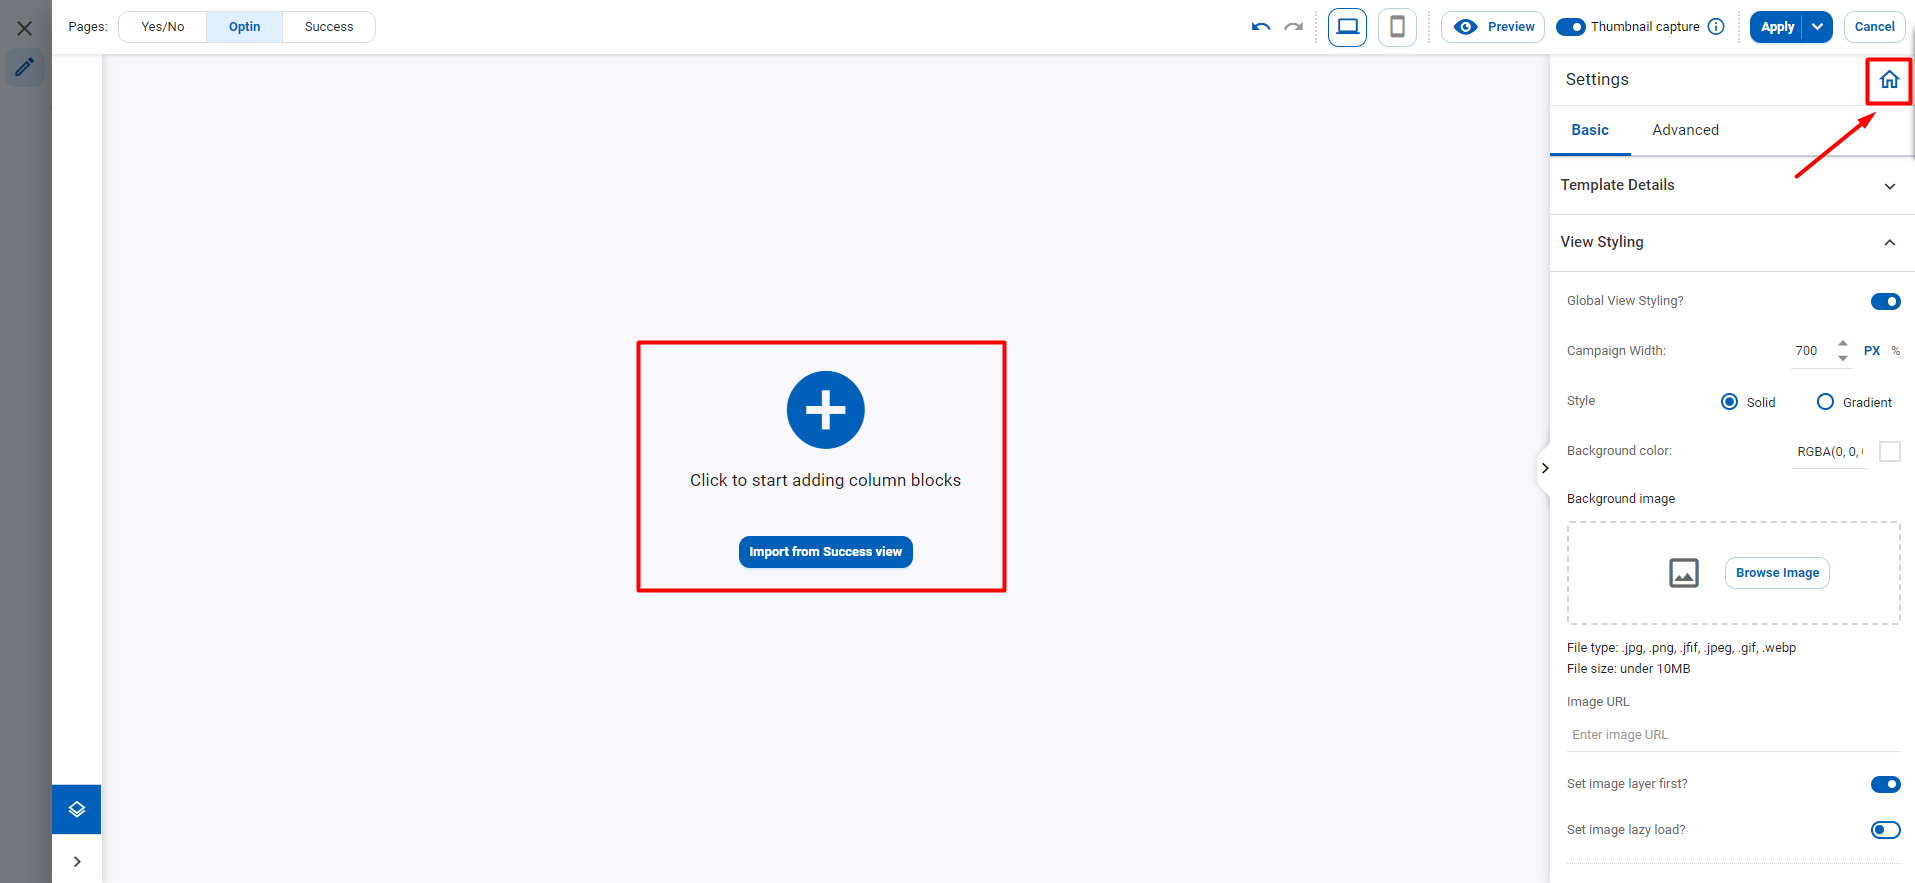 Pages:
Yes/No
Optin
Success
Preview
Thumbnail capture
Apply
Cancel
Settings
Basic
Advanced
Template Details
View Styling
Global View Styling?
Campaign Width:
700
PX
%
Style
Solid
Gradient
Background color:
RGBA(0, 0,
Background image
Browse Image
File type: .jpg, .png, .jfif, .jpeg, .gif, .webp
File size: under 10MB
Image URL
Enter image URL
Set image layer first?
Set image lazy load?
Click to start adding column blocks
Import from Success view